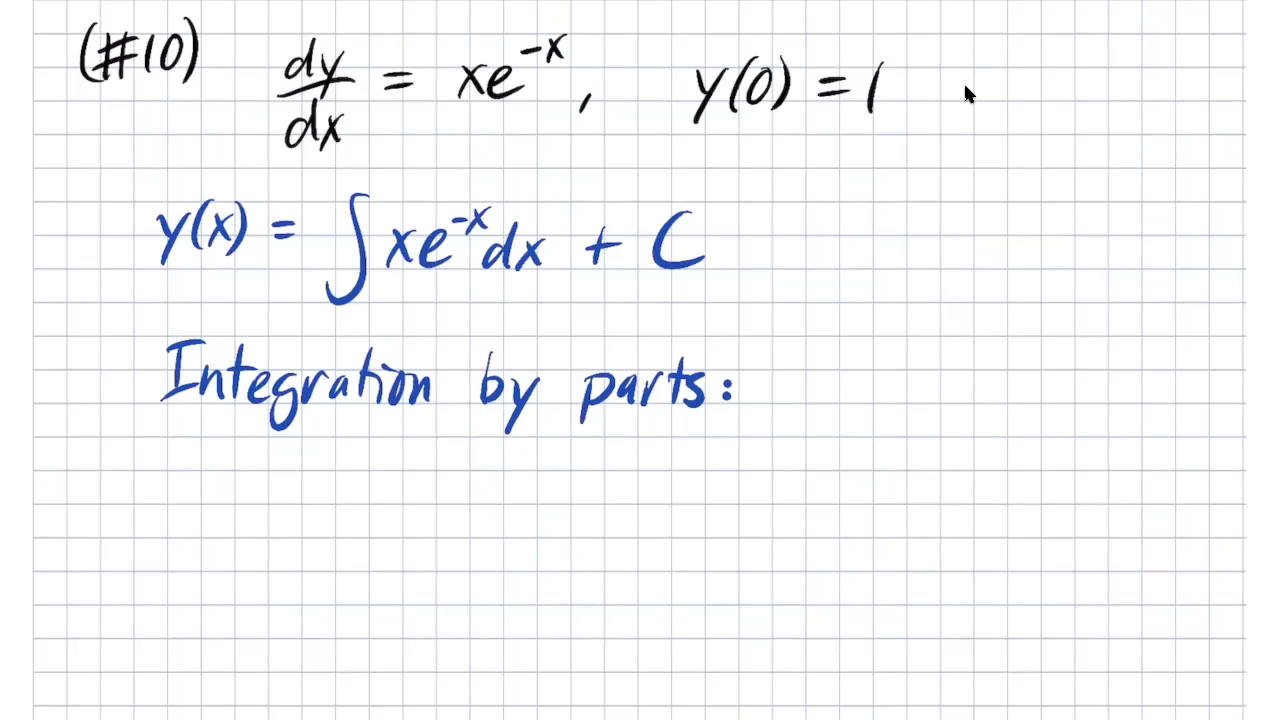 (#10) dy/dx = xe^{-x}, y(0) = 1
y(x) = ∫xe^{-x}dx + C
Integration by parts: